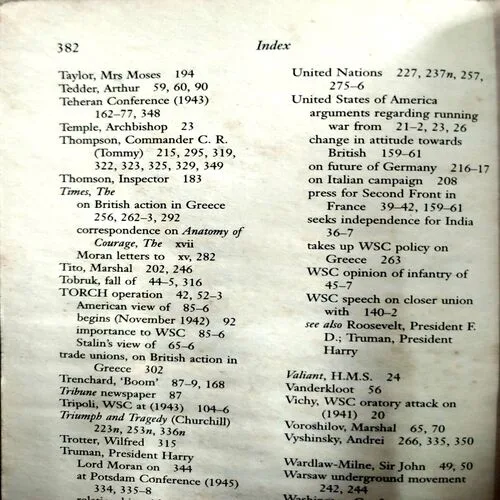 382
Index
Taylor, Mrs Moses 194
Tedder, Arthur 59, 60, 90
Teheran Conference (1943)
162–77, 348
Temple, Archbishop 23
Thompson, Commander C. R.
(Tommy) 215, 295, 319,
322, 323, 325, 329, 349
Thomson, Inspector 183
Times, The
on British action in Greece
256, 262–3, 292
correspondence on Anatomy of
Courage, The xvii
Moran letters to xv, 282
Tito, Marshal 202, 246
Tobruk, fall of 44–5, 316
TORCH operation 42, 52–3
American view of 85–6
begins (November 1942) 92
importance to WSC 85–6
Stalin's view of 65–6
trade unions, on British action in
Greece 302
Trenchard, 'Boom' 87–9, 168
Tribune newspaper 87
Tripoli, WSC at (1943) 104–6
Triumph and Tragedy (Churchill)
223n, 253n, 336n
Trotter, Wilfred 315
Truman, President Harry
Lord Moran on 344
at Potsdam Conference (1945)
334, 335–8
United Nations 227, 237n, 257,
275–6
United States of America
arguments regarding running
war from 21–2, 23, 26
change in attitude towards
British 159–61
on future of Germany 216–17
on Italian campaign 208
press for Second Front in
France 39–42, 159–61
seeks independence for India
36–7
takes up WSC policy on
Greece 263
WSC opinion of infantry of
45–7
WSC speech on closer union
with 140–2
see also Roosevelt, President F.
D.; Truman, President
Harry
Valiant, H.M.S. 24
Vanderkloot 56
Vichy, WSC oratory attack on
(1941) 20
Voroshilov, Marshal 65, 70
Vyshinsky, Andrei 266, 335, 350
Wardlaw-Milne, Sir John 49, 50
Warsaw underground movement
242, 244